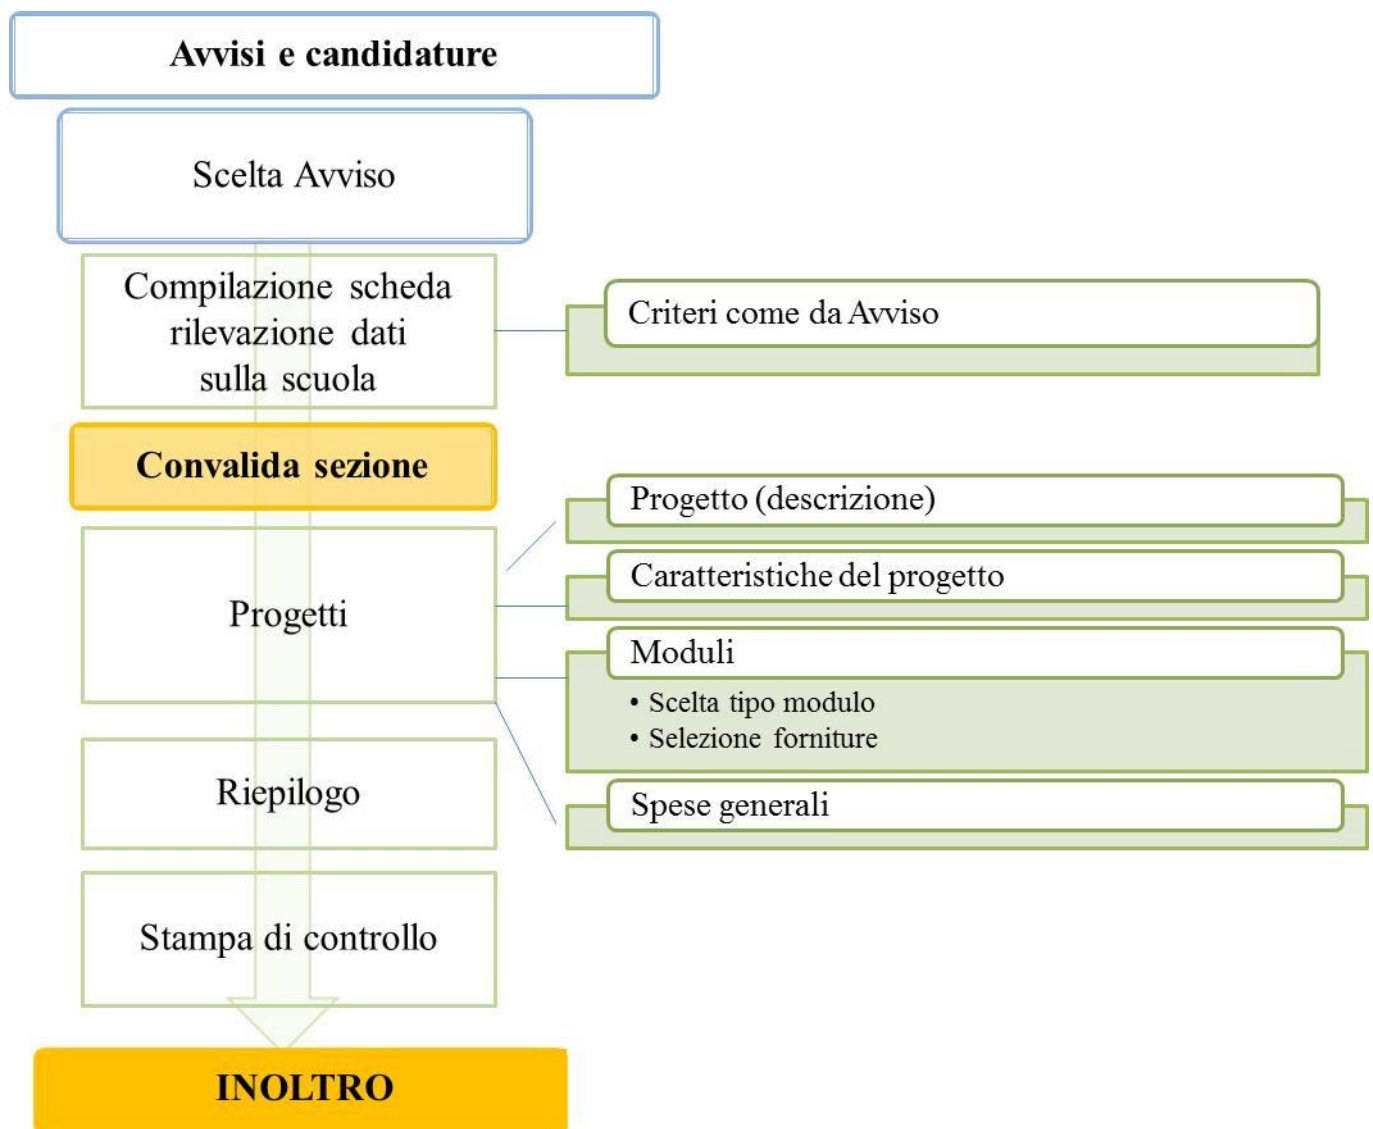 Avvisi e candidature
Scelta Avviso
Compilazione scheda
rilevazione dati
sulla scuola
Criteri come da Avviso
Convalida sezione
Progetti
Progetto (descrizione)
Caratteristiche del progetto
Moduli
• Scelta tipo modulo
• Selezione forniture
Spese generali
Riepilogo
Stampa di controllo
INOLTRO